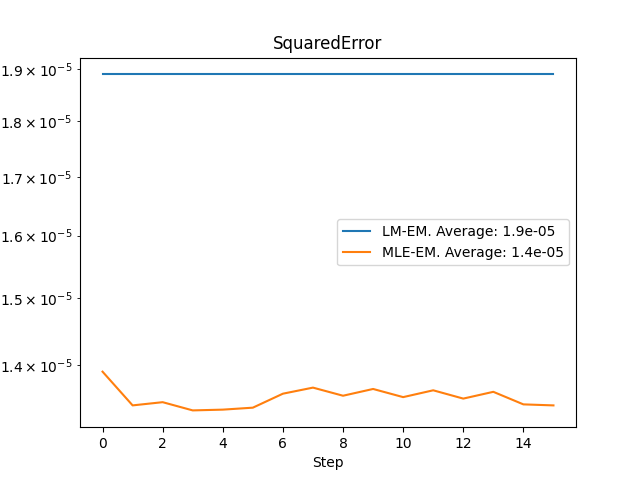 SquaredError
1.9 × 10⁻⁵
1.8 × 10⁻⁵
1.7 × 10⁻⁵
1.6 × 10⁻⁵
1.5 × 10⁻⁵
1.4 × 10⁻⁵
LM-EM. Average: 1.9e-05
MLE-EM. Average: 1.4e-05
0 2 4 6 8 10 12 14
Step